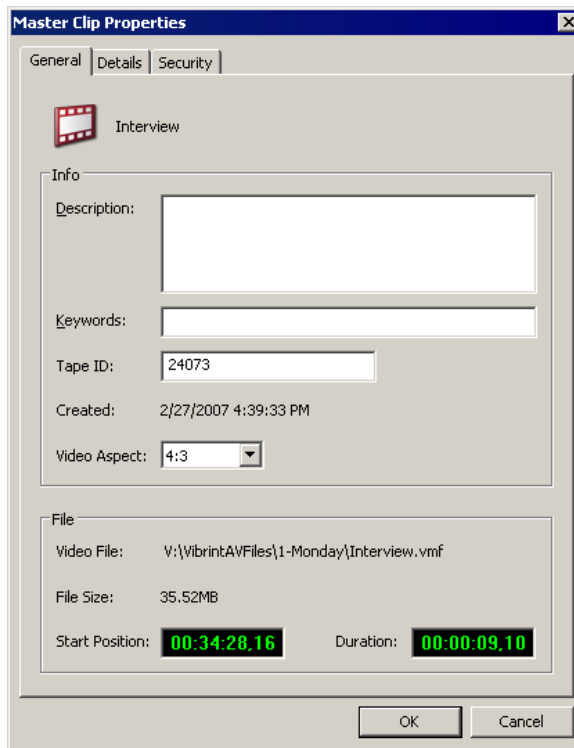 Master Clip Properties
General Details Security
Interview
Info
Description:
Keywords:
Tape ID: 24073
Created: 2/27/2007 4:39:33 PM
Video Aspect: 4:3
File
Video File: V:\VibrintAVFiles\1-Monday\Interview.vmf
File Size: 35.52MB
Start Position: 00:34:28,16 Duration: 00:00:09,10
OK Cancel